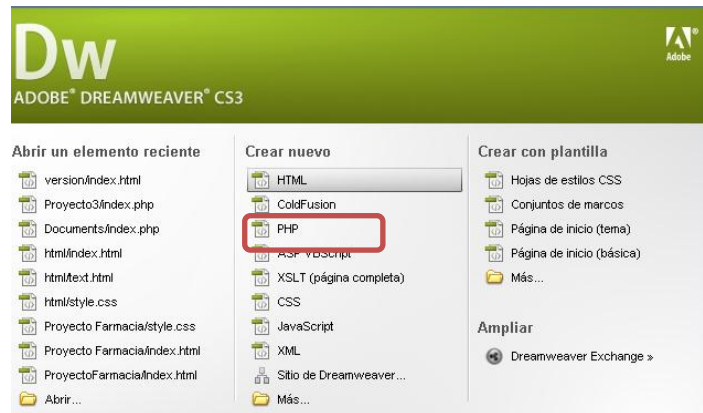 Dw
ADOBE® DREAMWEAVER® CS3
Adobe®
Abrir un elemento reciente
version/index.html
Proyecto3/index.php
Documents/index.php
html/index.html
html/text.html
html/style.css
Proyecto Farmacia/style.css
Proyecto Farmacia/index.html
ProyectoFarmacia/Index.html
Abrir...
Crear nuevo
HTML
ColdFusion
PHP
ASP VBScript
XSLT (página completa)
CSS
JavaScript
XML
Sitio de Dreamweaver...
Más...
Crear con plantilla
Hojas de estilos CSS
Conjuntos de marcos
Página de inicio (tema)
Página de inicio (básica)
Más...
Ampliar
Dreamweaver Exchange »